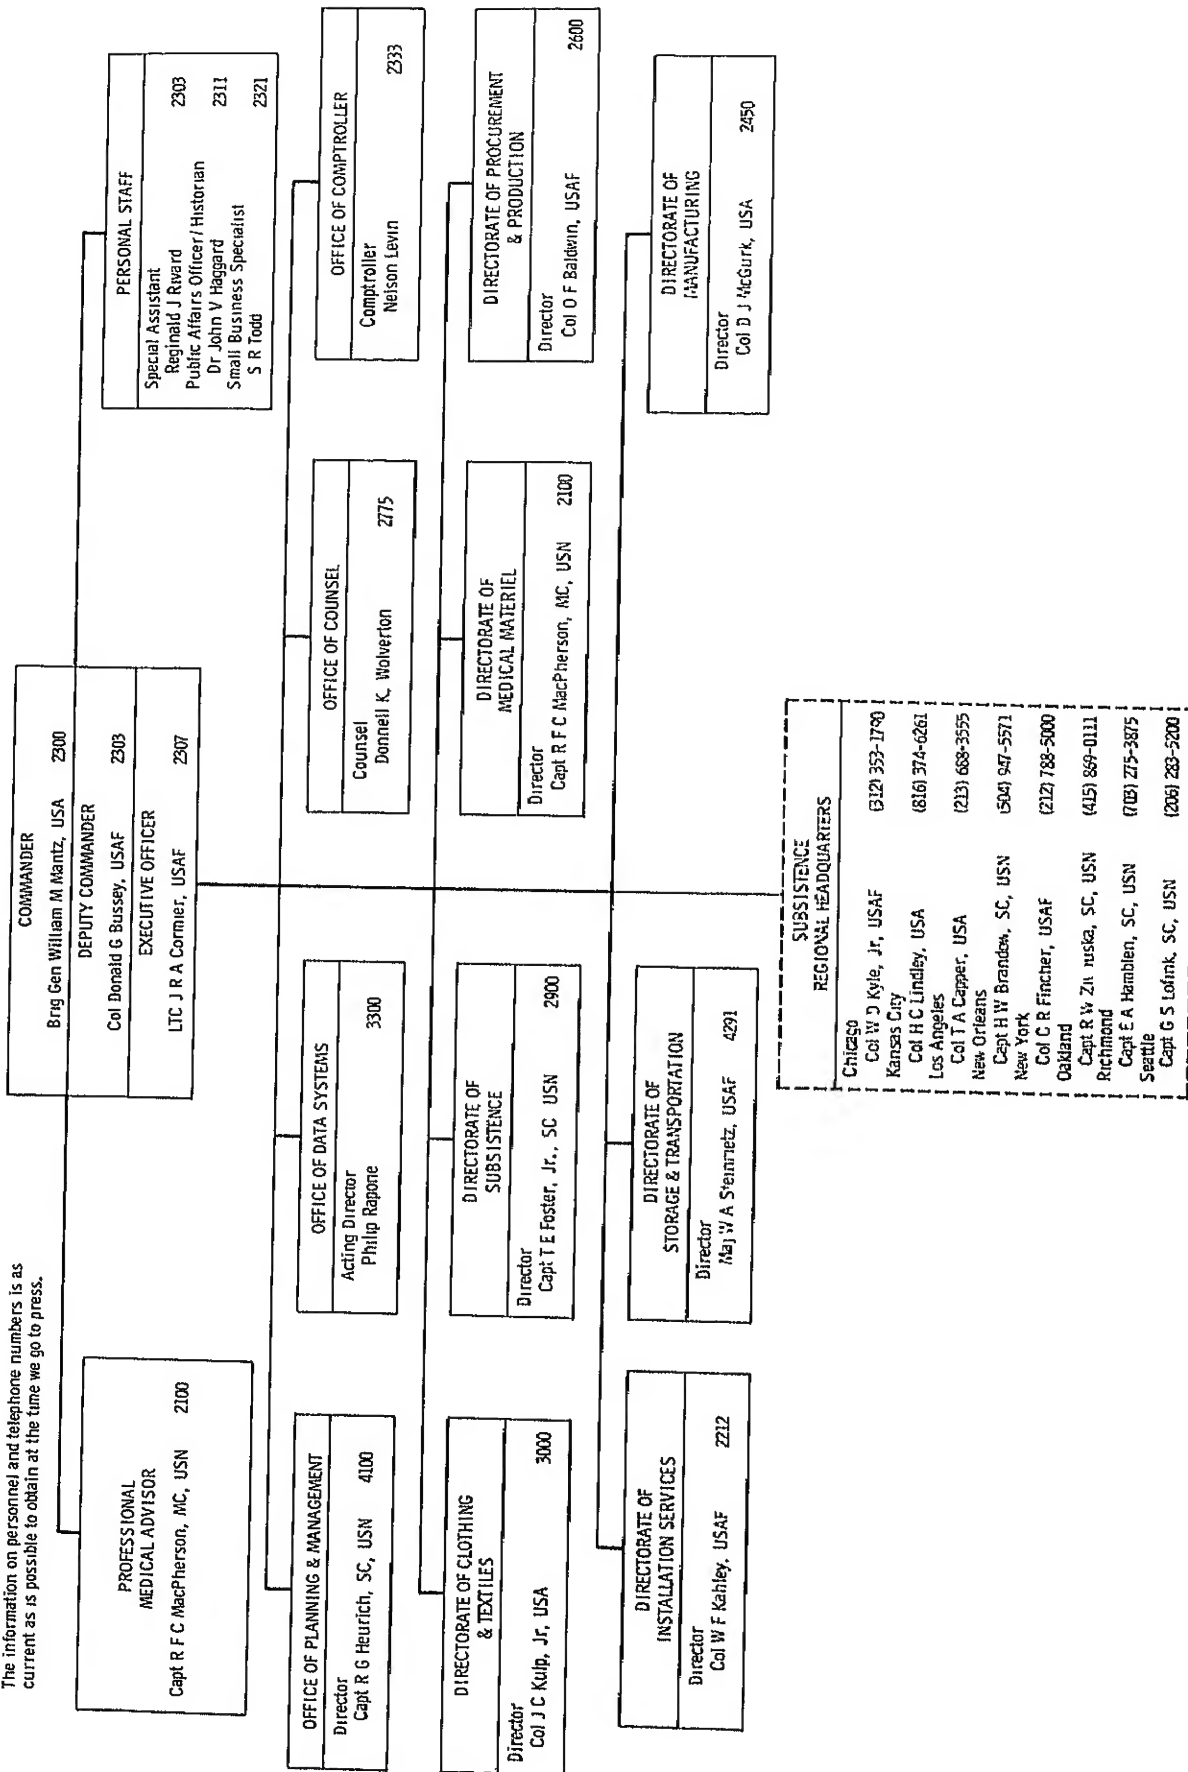 The information on personnel and telephone numbers is as
current as is possible to obtain at the time we go to press.
COMMANDER
Brig Gen William M Mantz, USA 2300
DEPUTY COMMANDER
Col Donald G Bussey, USAF 2303
EXECUTIVE OFFICER
LTC J R A Cormier, USAF 2307
PROFESSIONAL
MEDICAL ADVISOR
Capt R F C MacPherson, MC, USN 2100
PERSONAL STAFF
Special Assistant
Reginald J Rivard 2303
Public Affairs Officer/Historian
Dr John V Haggard 2311
Small Business Specialist
S R Todd 2321
OFFICE OF PLANNING & MANAGEMENT
Director
Capt R G Heurich, SC, USN 4100
OFFICE OF DATA SYSTEMS
Acting Director
Philip Rapone 3300
OFFICE OF COUNSEL
Counsel
Donnell K. Wolverton 2775
OFFICE OF COMPTROLLER
Comptroller
Nelson Levin 2333
DIRECTORATE OF CLOTHING
& TEXTILES
Director
Col J C Kulp, Jr, USA 3000
DIRECTORATE OF
SUBSISTENCE
Director
Capt T E Foster, Jr., SC USN 2900
DIRECTORATE OF
MEDICAL MATERIEL
Director
Capt R F C MacPherson, MC, USN 2100
DIRECTORATE OF PROCUREMENT
& PRODUCTION
Director
Col O F Baldwin, USAF 2600
DIRECTORATE OF
INSTALLATION SERVICES
Director
Col W F Kahley, USAF 2212
DIRECTORATE OF
STORAGE & TRANSPORTATION
Director
Maj W A Steinmetz, USAF 4291
DIRECTORATE OF
MANUFACTURING
Director
Col D J McGurk, USA 2450
SUBSISTENCE
REGIONAL HEADQUARTERS
Chicago
Col W D Kyle, Jr, USAF (312) 353-1790
Kansas City
Col H C Lindley, USA (816) 374-6261
Los Angeles
Col T A Capper, USA (213) 668-3555
New Orleans
Capt H W Brandow, SC, USN (504) 947-5571
New York
Col C R Fincher, USAF (212) 788-5000
Oakland
Capt R W SC, USN (415) 869-0111
Richmond
Capt E A Hamblen, SC, USN (703) 275-3875
Seattle
Capt G S Lofink, SC, USN (206) 283-5200